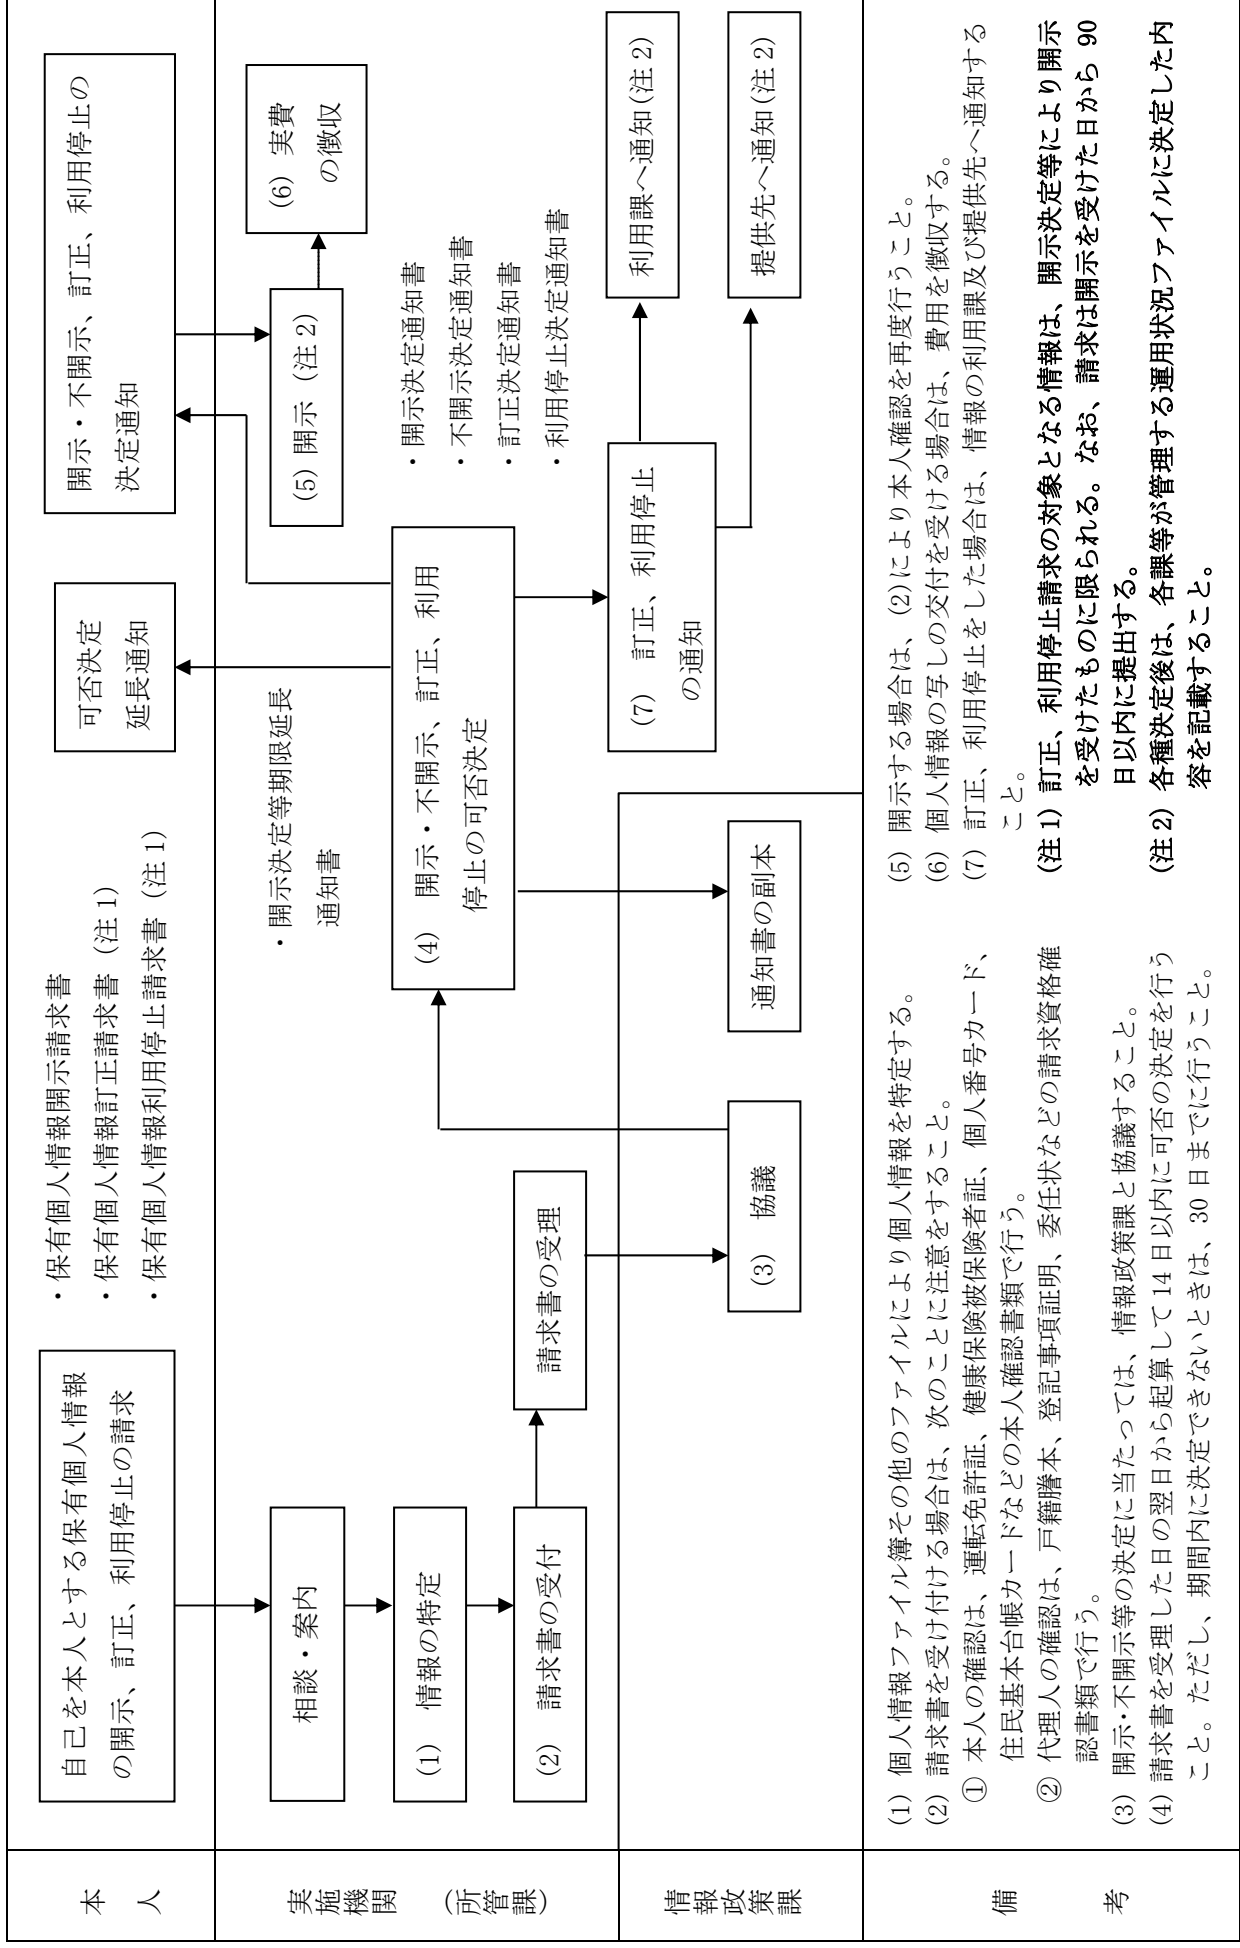 本人
自己を本人とする保有個人情報
の開示、訂正、利用停止の請求
・保有個人情報開示請求書
・保有個人情報訂正請求書（注 1）
・保有個人情報利用停止請求書（注 1）
可否決定
延長通知
開示・不開示、訂正、利用停止の
決定通知
実施機関
（所管課）
相談・案内
(1) 情報の特定
(2) 請求書の受付
請求書の受理
・開示決定等期限延長
通知書
(4) 開示・不開示、訂正、利用
停止の可否決定
(5) 開示（注 2）
(6) 実費
の徴収
・開示決定通知書
・不開示決定通知書
・訂正決定通知書
・利用停止決定通知書
(7) 訂正、利用停止
の通知
利用課へ通知(注 2)
提供先へ通知(注 2)
情報政策課
(3) 協議
通知書の副本
備考
(1) 個人情報ファイル簿その他のファイルにより個人情報を特定する。
(2) 請求書を受け付ける場合は、次のことに注意をすること。
① 本人の確認は、運転免許証、健康保険被保険者証、個人番号カード、
住民基本台帳カードなどの本人確認書類で行う。
② 代理人の確認は、戸籍謄本、登記事項証明、委任状などの請求資格確
認書類で行う。
(3) 開示・不開示等の決定に当たっては、情報政策課と協議すること。
(4) 請求書を受理した日の翌日から起算して 14 日以内に可否の決定を行う
こと。ただし、期間内に決定できないときは、30 日までに行うこと。
(5) 開示する場合は、(2)により本人確認を再度行うこと。
(6) 個人情報の写しの交付を受ける場合は、費用を徴収する。
(7) 訂正、利用停止をした場合は、情報の利用課及び提供先へ通知する
こと。
(注 1) 訂正、利用停止請求の対象となる情報は、開示決定等により開示
を受けたものに限られる。なお、請求は開示を受けた日から 90
日以内に提出する。
(注 2) 各種決定後は、各課等が管理する運用状況ファイルに決定した内
容を記載すること。